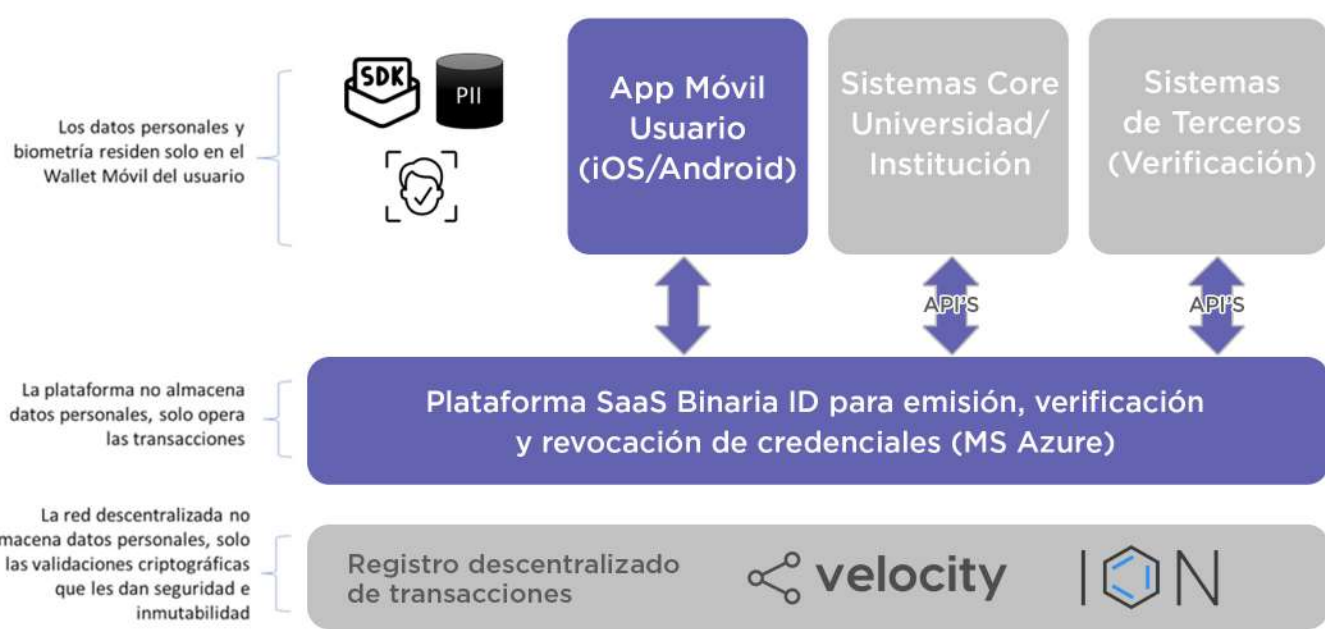 Los datos personales y
biometría residen solo en el
Wallet Móvil del usuario
SDK
PII
App Móvil
Usuario
(iOS/Android)
Sistemas Core
Universidad/
Institución
Sistemas
de Terceros
(Verificación)
API'S
API'S
La plataforma no almacena
datos personales, solo opera
las transacciones
Plataforma SaaS Binaria ID para emisión, verificación
y revocación de credenciales (MS Azure)
La red descentralizada no
macena datos personales, solo
las validaciones criptográficas
que les dan seguridad e
inmutabilidad
Registro descentralizado
de transacciones
velocity
ION